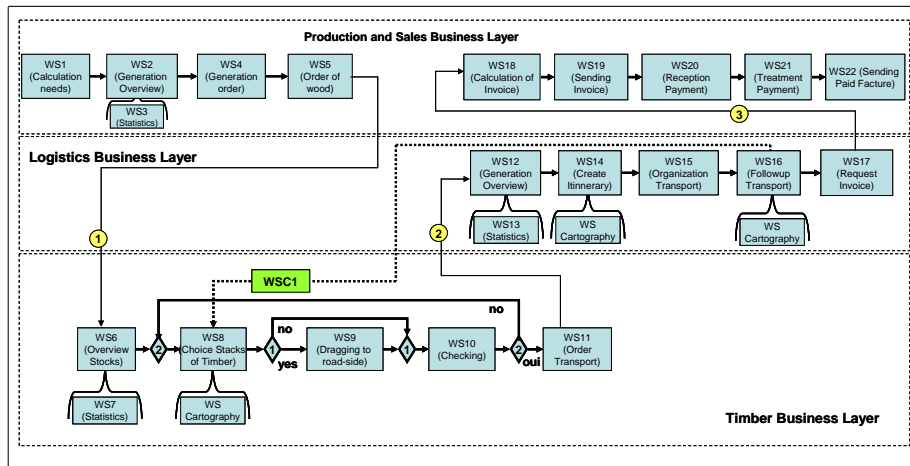 Production and Sales Business Layer
WS1
(Calculation
needs)
WS2
(Generation
Overview)
WS3
(Statistics)
WS4
(Generation
order)
WS5
(Order of
wood)
WS18
(Calculation of
Invoice)
WS19
(Sending
Invoice)
WS20
(Reception
Payment)
WS21
(Treatment
Payment)
WS22 (Sending
Paid Facture)
3
Logistics Business Layer
WS12
(Generation
Overview)
WS13
(Statistics)
WS14
(Create
Itinnerary)
WS
Cartography
WS15
(Organization
Transport)
WS16
(Followup
Transport)
WS
Cartography
WS17
(Request
Invoice)
1
2
WSC1
no
no
WS6
(Overview
Stocks)
WS7
(Statistics)
2
WS8
(Choice Stacks
of Timber)
WS
Cartography
1
yes
WS9
(Dragging to
road-side)
1
WS10
(Checking)
2
oui
WS11
(Order
Transport)
Timber Business Layer